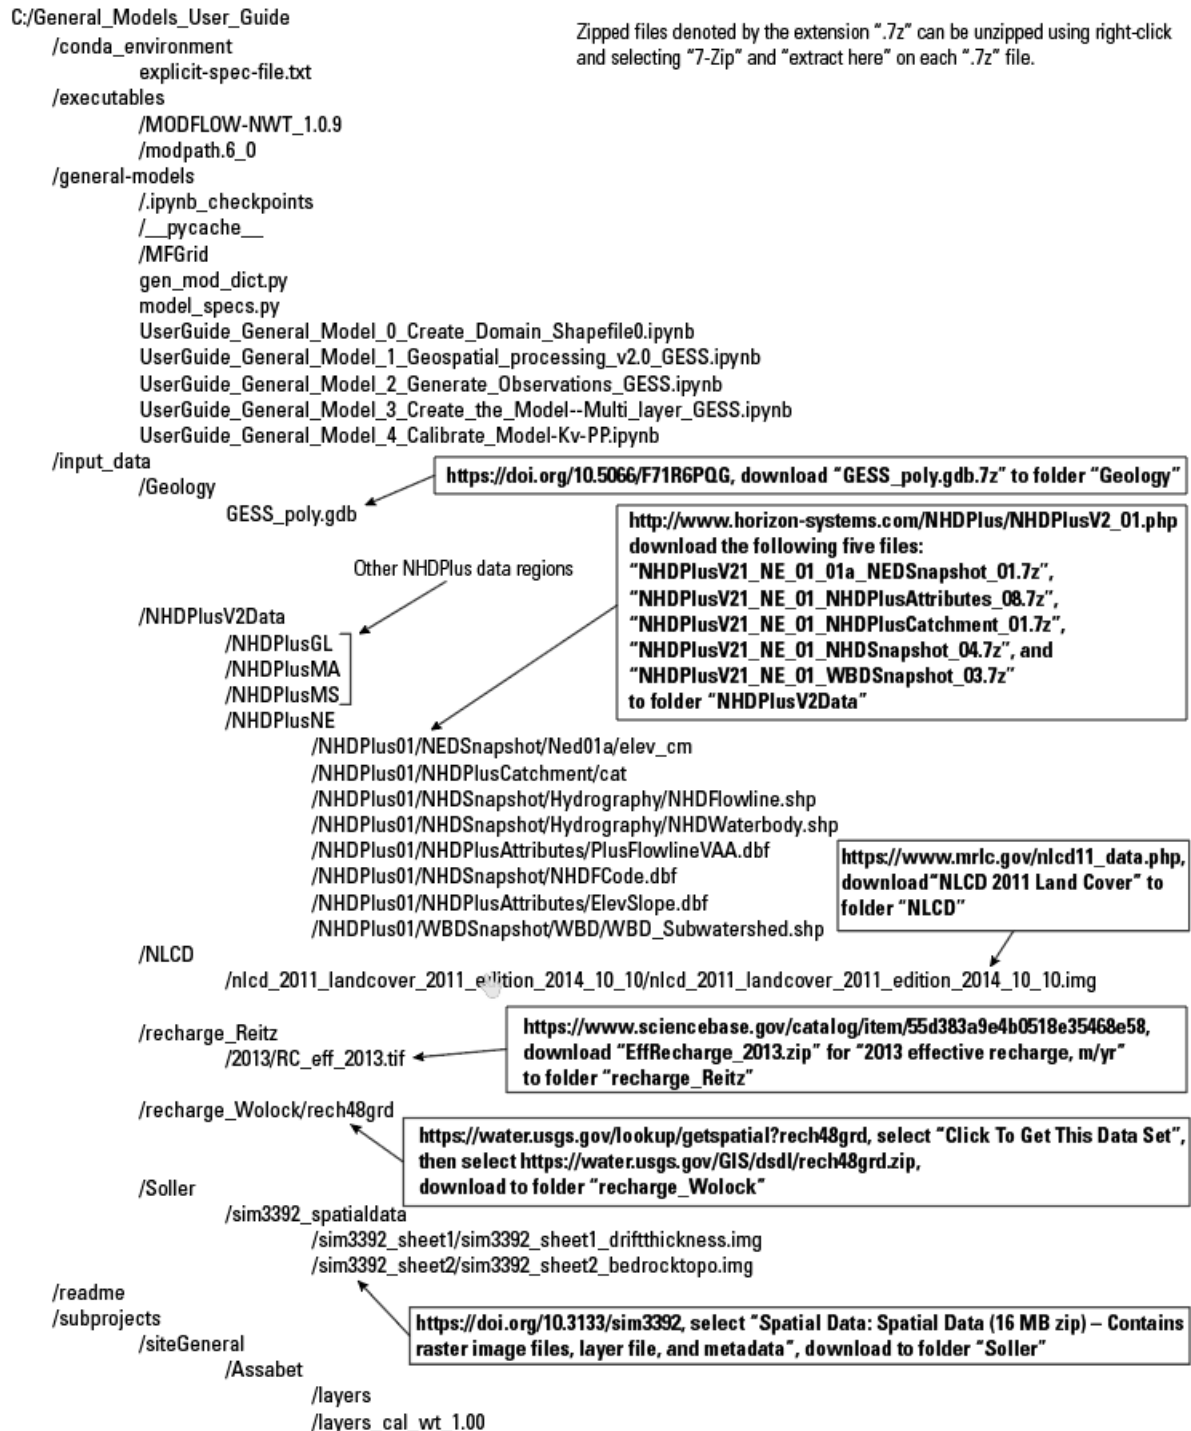 C:/General_Models_User_Guide
Zipped files denoted by the extension “.7z” can be unzipped using right-click
and selecting “7-Zip” and “extract here” on each “.7z” file.
/conda_environment
explicit-spec-file.txt
/executables
/MODFLOW-NWT_1.0.9
/modpath.6_0
/general-models
/.ipynb_checkpoints
/__pycache__
/MFGrid
gen_mod_dict.py
model_specs.py
UserGuide_General_Model_0_Create_Domain_Shapefile0.ipynb
UserGuide_General_Model_1_Geospatial_processing_v2.0_GESS.ipynb
UserGuide_General_Model_2_Generate_Observations_GESS.ipynb
UserGuide_General_Model_3_Create_the_Model--Multi_layer_GESS.ipynb
UserGuide_General_Model_4_Calibrate_Model-Kv-PP.ipynb
/input_data
/Geology
https://doi.org/10.5066/F71R6PQG, download “GESS_poly.gdb.7z” to folder “Geology”
GESS_poly.gdb
http://www.horizon-systems.com/NHDPlus/NHDPlusV2_01.php
download the following five files:
“NHDPlusV21_NE_01_01a_NEDSnapshot_01.7z”,
“NHDPlusV21_NE_01_NHDPlusAttributes_08.7z”,
“NHDPlusV21_NE_01_NHDPlusCatchment_01.7z”,
“NHDPlusV21_NE_01_NHDSnapshot_04.7z”, and
“NHDPlusV21_NE_01_WBDSnapshot_03.7z”
to folder “NHDPlusV2Data”
Other NHDPlus data regions
/NHDPlusV2Data
/NHDPlusGL
/NHDPlusMA
/NHDPlusMS
/NHDPlusNE
/NHDPlus01/NEDSnapshot/Ned01a/elev_cm
/NHDPlus01/NHDPlusCatchment/cat
/NHDPlus01/NHDSnapshot/Hydrography/NHDFlowline.shp
/NHDPlus01/NHDSnapshot/Hydrography/NHDWaterbody.shp
/NHDPlus01/NHDPlusAttributes/PlusFlowlineVAA.dbf
/NHDPlus01/NHDSnapshot/NHDFCode.dbf
/NHDPlus01/NHDPlusAttributes/ElevSlope.dbf
/NHDPlus01/WBDSnapshot/WBD/WBD_Subwatershed.shp
https://www.mrlc.gov/nlcd11_data.php,
download“NLCD 2011 Land Cover” to
folder “NLCD”
/NLCD
/nlcd_2011_landcover_2011_edition_2014_10_10/nlcd_2011_landcover_2011_edition_2014_10_10.img
/recharge_Reitz
/2013/RC_eff_2013.tif
https://www.sciencebase.gov/catalog/item/55d383a9e4b0518e35468e58,
download “EffRecharge_2013.zip” for “2013 effective recharge, m/yr”
to folder “recharge_Reitz”
/recharge_Wolock/rech48grd
https://water.usgs.gov/lookup/getspatial?rech48grd, select “Click To Get This Data Set”,
then select https://water.usgs.gov/GIS/dsdl/rech48grd.zip,
download to folder “recharge_Wolock”
/Soller
/sim3392_spatialdata
/sim3392_sheet1/sim3392_sheet1_driftthickness.img
/sim3392_sheet2/sim3392_sheet2_bedrocktopo.img
/readme
/subprojects
https://doi.org/10.3133/sim3392, select “Spatial Data: Spatial Data (16 MB zip) – Contains
raster image files, layer file, and metadata”, download to folder “Soller”
/siteGeneral
/Assabet
/layers
/layers_cal_wt_1.00